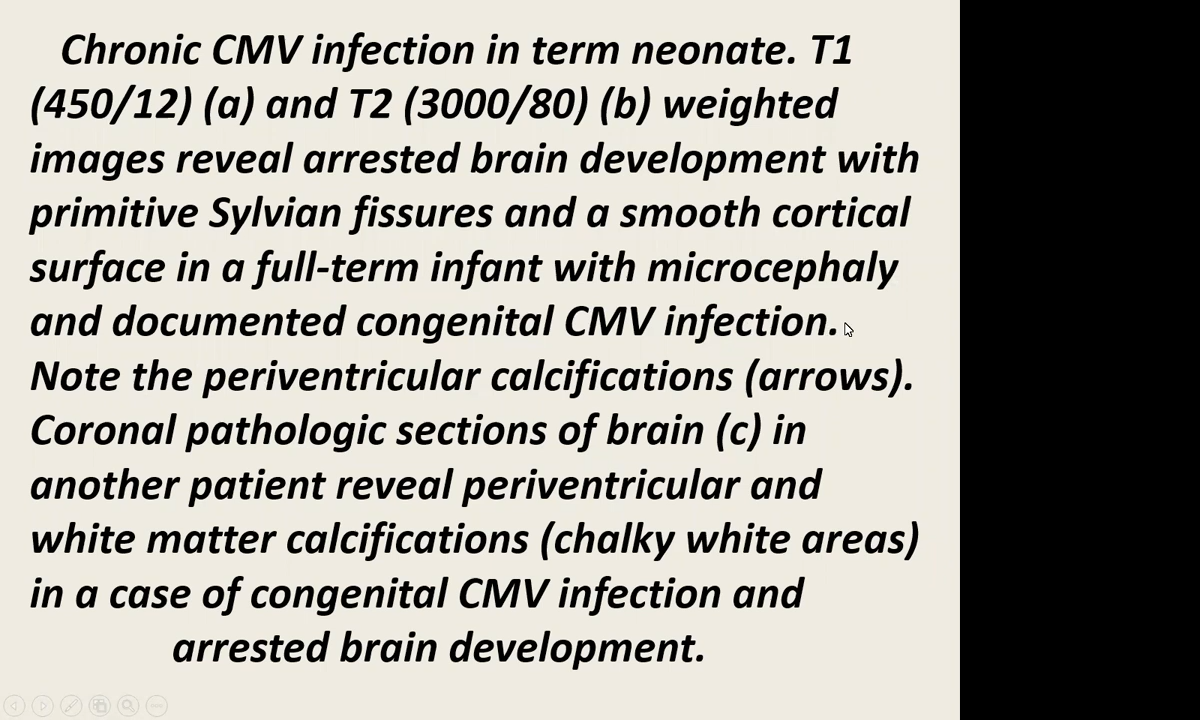 Chronic CMV infection in term neonate. T1
(450/12) (a) and T2 (3000/80) (b) weighted
images reveal arrested brain development with
primitive Sylvian fissures and a smooth cortical
surface in a full-term infant with microcephaly
and documented congenital CMV infection.
Note the periventricular calcifications (arrows).
Coronal pathologic sections of brain (c) in
another patient reveal periventricular and
white matter calcifications (chalky white areas)
in a case of congenital CMV infection and
arrested brain development.